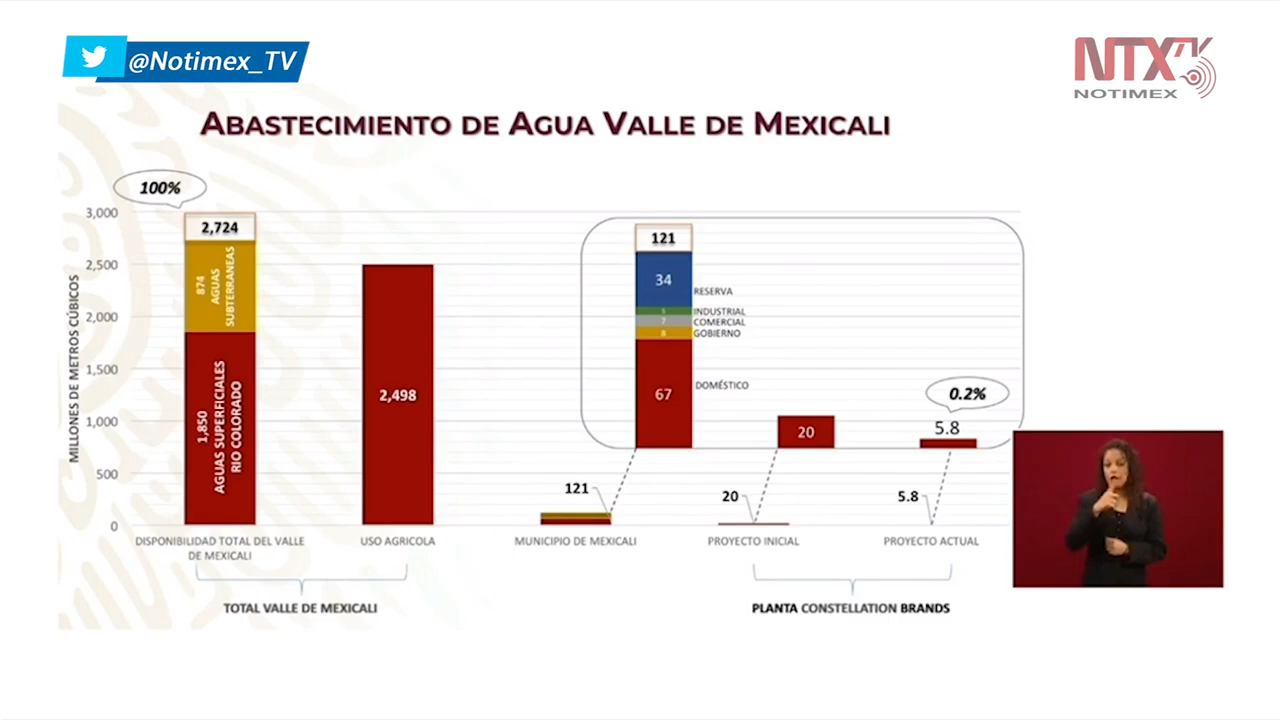 @Notimex_TV
NTXTV
NOTIMEX
ABASTECIMIENTO DE AGUA VALLE DE MEXICALI
100%
3,000
2,500
2,000
1,500
1,000
500
0
MILLONES DE METROS CÚBICOS
2,724
874
AGUAS
SUBTERRANEAS
1,850
AGUAS SUPERFICIALES
RIO COLORADO
2,498
121
34
RESERVA
5
INDUSTRIAL
7
COMERCIAL
8
GOBIERNO
67
DOMÉSTICO
20
0.2%
5.8
121
20
5.8
DISPONIBILIDAD TOTAL DEL VALLE
DE MEXICALI
USO AGRICOLA
MUNICIPIO DE MEXICALI
PROYECTO INICIAL
PROYECTO ACTUAL
TOTAL VALLE DE MEXICALI
PLANTA CONSTELLATION BRANDS